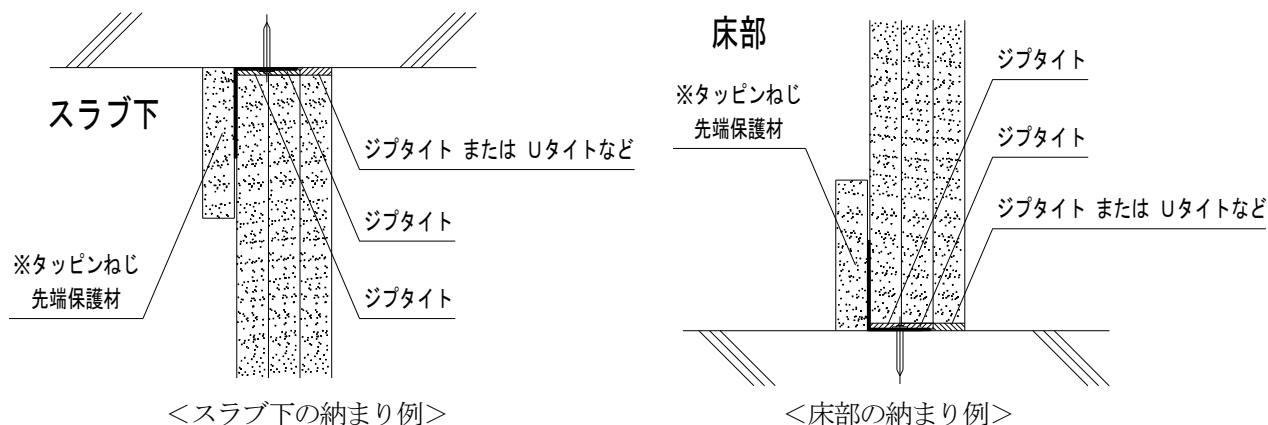 スラブ下
ジプタイト または Uタイトなど
ジプタイト
ジプタイト
※タッピンねじ
先端保護材
＜スラブ下の納まり例＞
床部
※タッピンねじ
先端保護材
ジプタイト
ジプタイト
ジプタイト または Uタイトなど
＜床部の納まり例＞